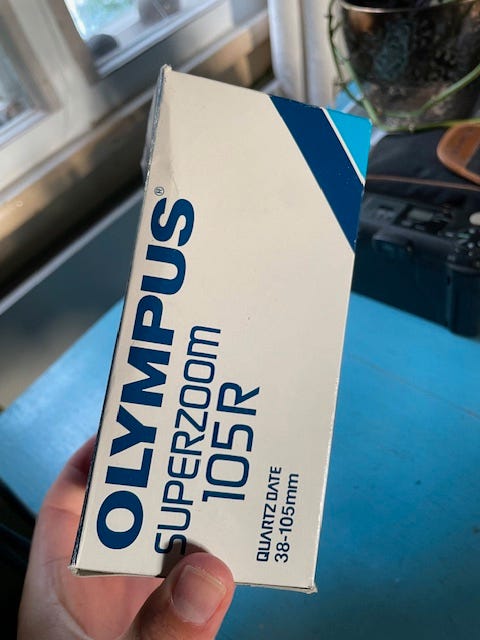 OLYMPUS®
SUPERZOOM
105R
QUARTZ DATE
38-105mm